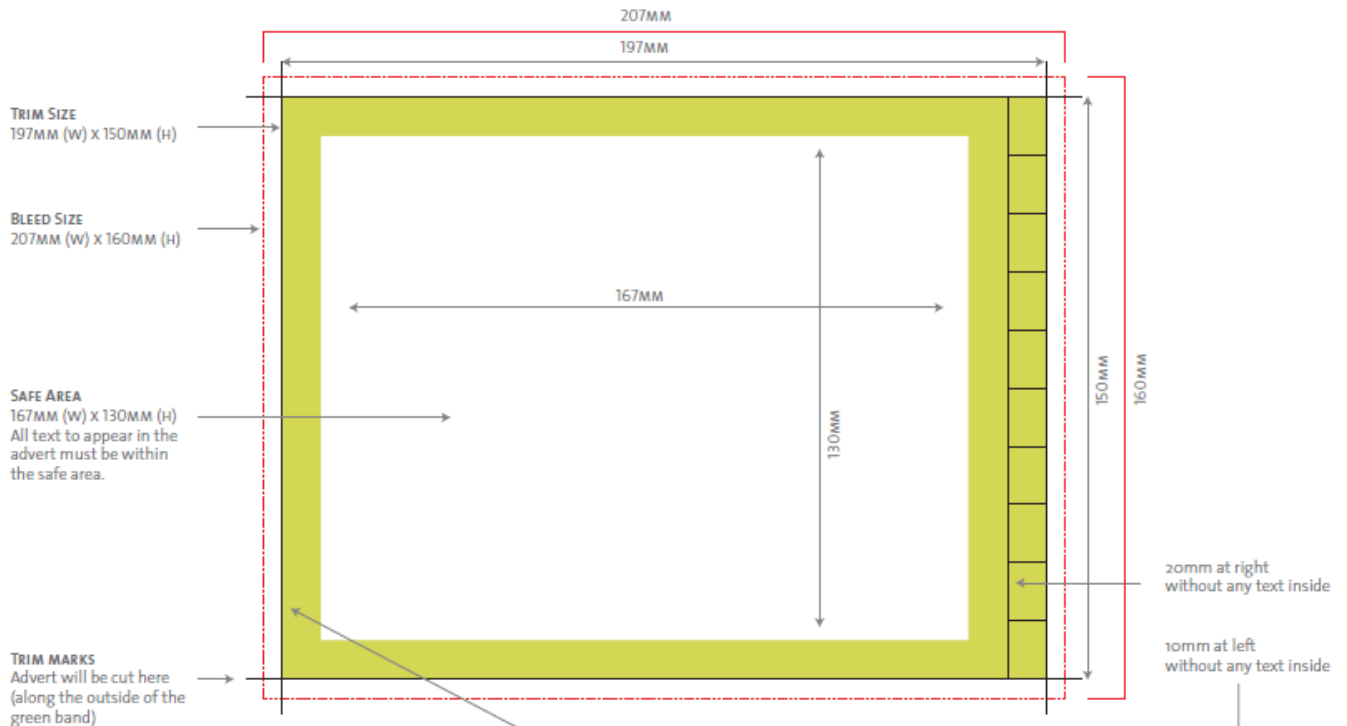 207MM
197MM
TRIM SIZE
197MM (W) X 150MM (H)
BLEED SIZE
207MM (W) X 160MM (H)
167MM
150MM
160MM
SAFE AREA
167MM (W) X 130MM (H)
All text to appear in the
advert must be within
the safe area.
130MM
20mm at right
without any text inside
10mm at left
without any text inside
TRIM MARKS
Advert will be cut here
(along the outside of the
green band)